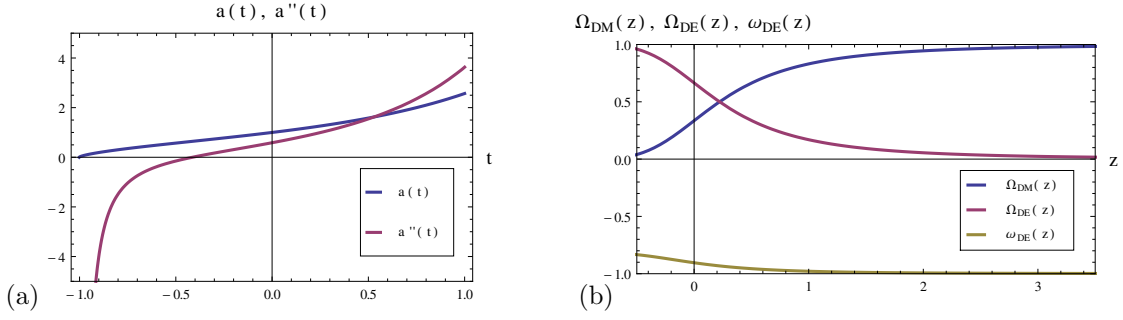 a(t), a''(t)
4
2
0
-2
-4
-1.0 -0.5 0.0 0.5 1.0
t
a(t)
a''(t)
(a)
Ω_DM(z), Ω_DE(z), ω_DE(z)
1.0
0.5
0.0
-0.5
-1.0
0 1 2 3
z
Ω_DM(z)
Ω_DE(z)
ω_DE(z)
(b)